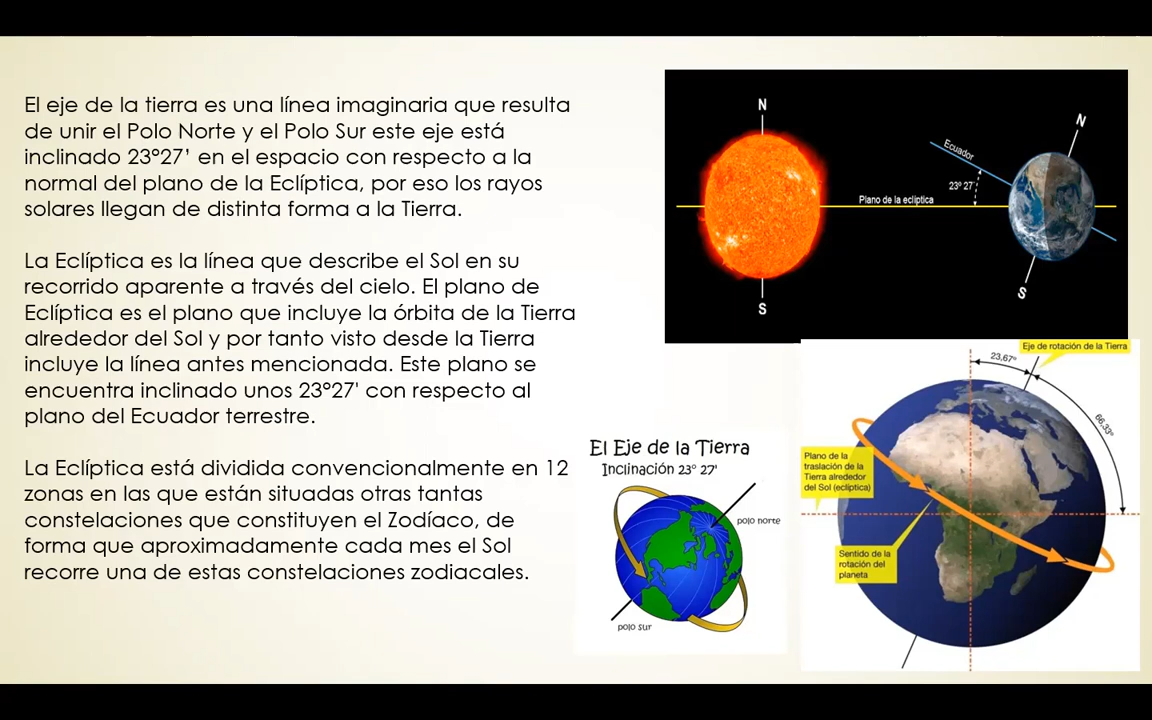 El eje de la tierra es una línea imaginaria que resulta
de unir el Polo Norte y el Polo Sur este eje está
inclinado 23°27’ en el espacio con respecto a la
normal del plano de la Eclíptica, por eso los rayos
solares llegan de distinta forma a la Tierra.
La Eclíptica es la línea que describe el Sol en su
recorrido aparente a través del cielo. El plano de
Eclíptica es el plano que incluye la órbita de la Tierra
alrededor del Sol y por tanto visto desde la Tierra
incluye la línea antes mencionada. Este plano se
encuentra inclinado unos 23°27' con respecto al
plano del Ecuador terrestre.
La Eclíptica está dividida convencionalmente en 12
zonas en las que están situadas otras tantas
constelaciones que constituyen el Zodíaco, de
forma que aproximadamente cada mes el Sol
recorre una de estas constelaciones zodiacales.
N
N
Ecuador
23º 27'
Plano de la eclíptica
S
S
El Eje de la Tierra
Inclinación 23° 27'
polo norte
polo sur
Eje de rotación de la Tierra
23,67º
66,33º
Plano de la
traslación de la
Tierra alrededor
del Sol (eclíptica)
Sentido de la
rotación del
planeta